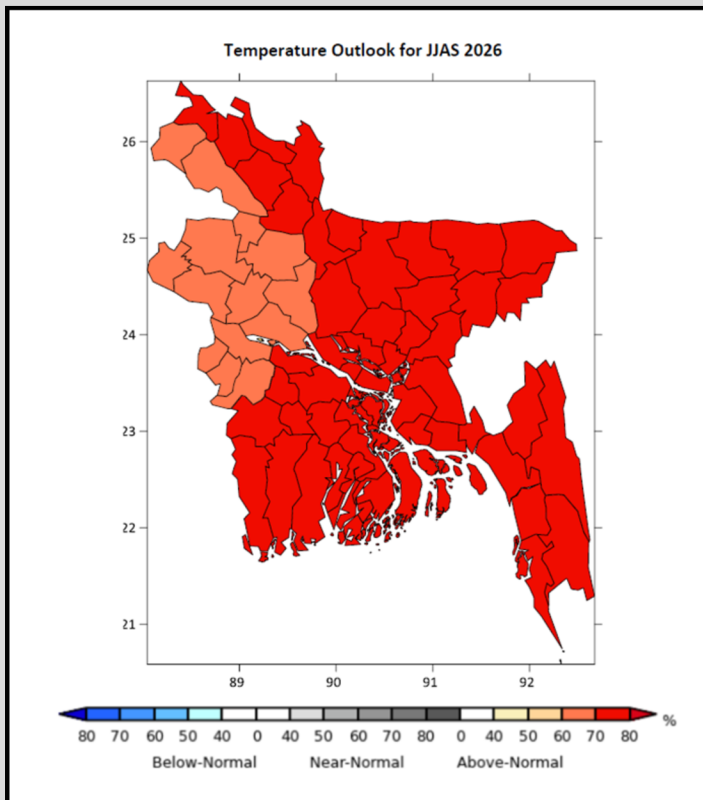 Temperature Outlook for JJAS 2026
26
25
24
23
22
21
89 90 91 92
80 70 60 50 40 0 40 50 60 70 80 0 40 50 60 70 80 %
Below-Normal Near-Normal Above-Normal